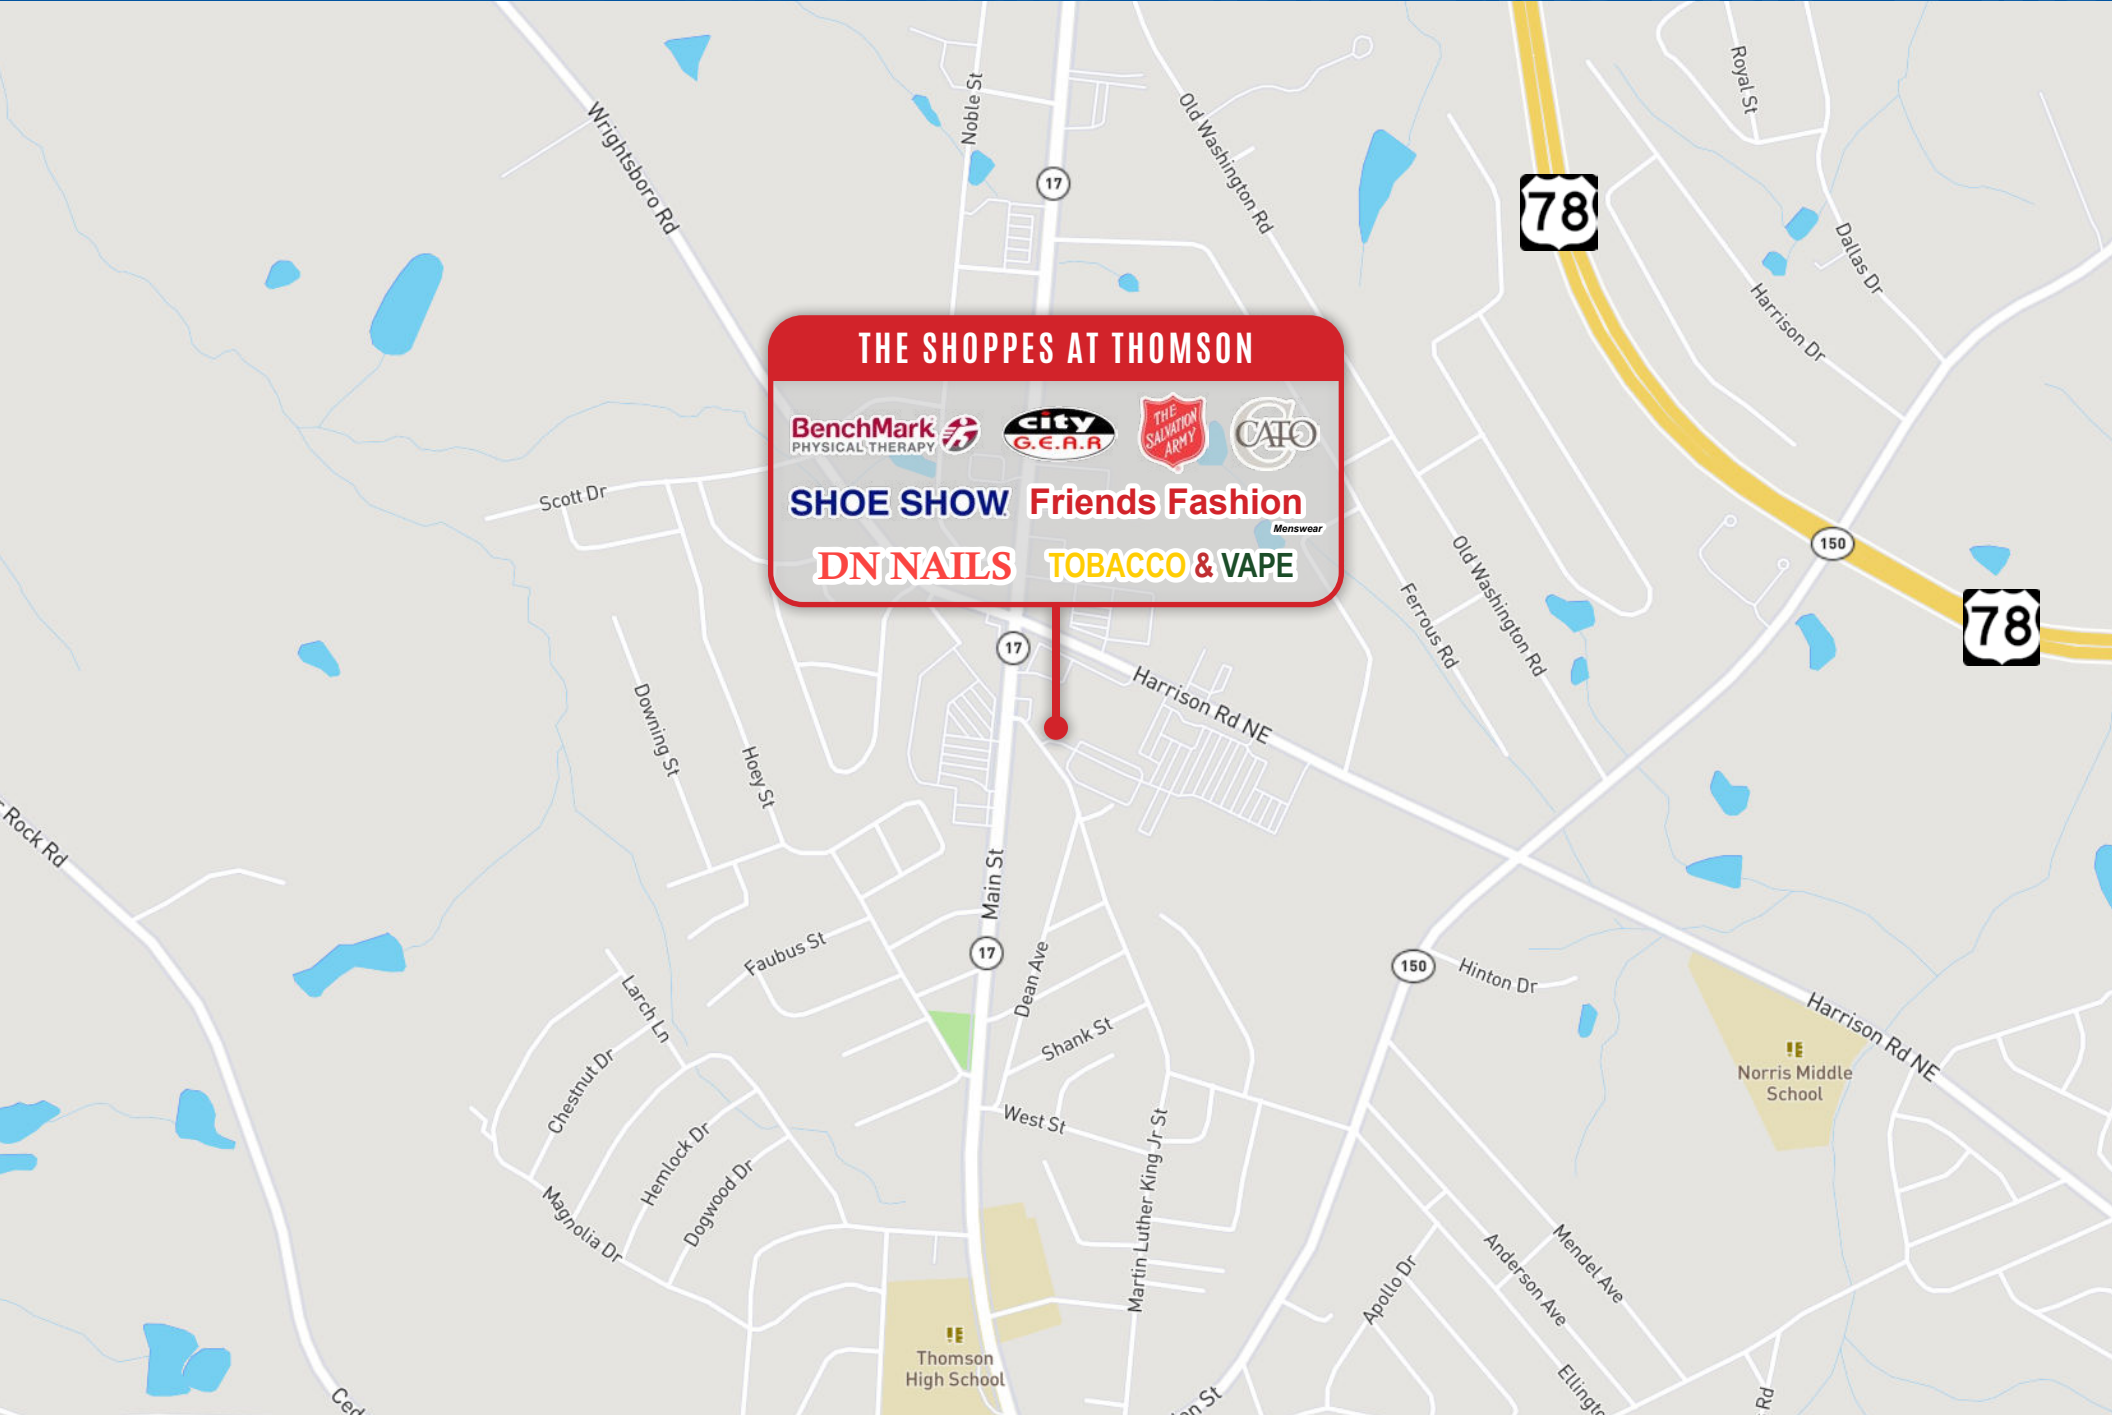 Royal St
Noble St
Old Washington Rd
Wrightsboro Rd
17
78
Dallas Dr
Harrison Dr
THE SHOPPES AT THOMSON
BenchMark
PHYSICAL THERAPY
city
G.E.A.R
THE
SALVATION
ARMY
CATO
SHOE SHOW
Friends Fashion
Menswear
DN NAILS
TOBACCO & VAPE
Scott Dr
150
Old Washington Rd
Ferrous Rd
78
17
Harrison Rd NE
Downing St
Hoey St
Rock Rd
Main St
Faubus St
17
Dean Ave
150
Hinton Dr
Larch Ln
Shank St
Harrison Rd NE
Norris Middle
School
Chestnut Dr
West St
Hemlock Dr
Dogwood Dr
Magnolia Dr
Martin Luther King Jr St
Mendel Ave
Anderson Ave
Apollo Dr
Thomson
High School
Ellingto
Ced
on St
Rd